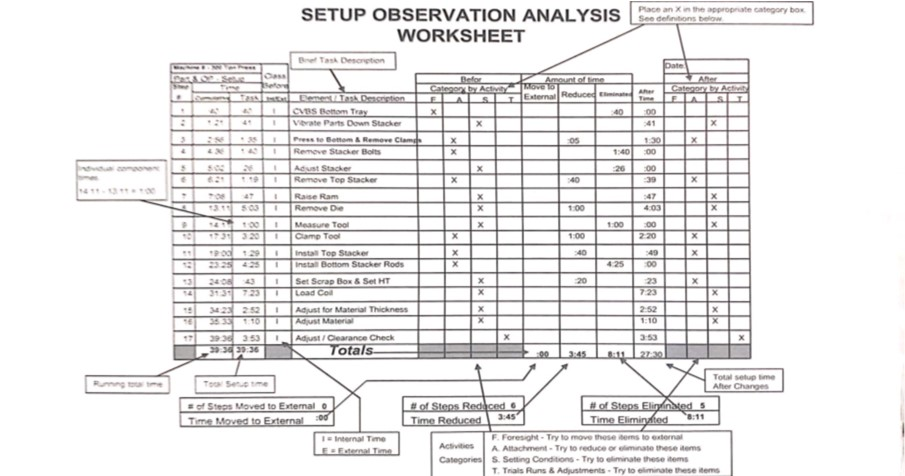 SETUP OBSERVATION ANALYSIS
WORKSHEET
Place an X in the appropriate category box.
See definitions below.
Brief Task Description
Date:
Machine # - 300 Ton Press
Part & OP - Setup
Class Before
Befor
Amount of time
After
Step # Time
Category by Activity
Move to External Reduced Eliminated After Time
Category by Activity
Cumulative Task Int/Ext Element / Task Description F A S T F A S T
1 :40 :40 I CVBS Bottom Tray X :40 :00
2 1:21 :41 I Vibrate Parts Down Stacker X :41 X
3 2:56 1:35 I Press to Bottom & Remove Clamps X :05 1:30 X
4 4:36 1:40 I Remove Stacker Bolts X 1:40 :00
5 5:02 :26 I Adjust Stacker X :26 :00
6 6:21 1:19 I Remove Top Stacker X :40 :39 X
7 7:08 :47 I Raise Ram X :47 X
8 13:11 5:03 I Remove Die X 1:00 4:03 X
9 14:11 1:00 I Measure Tool X 1:00 :00 X
10 17:31 3:20 I Clamp Tool X 1:00 2:20 X
11 19:00 1:29 I Install Top Stacker X :40 :49 X
12 23:25 4:25 I Install Bottom Stacker Rods X 4:25 :00
13 24:08 :43 I Set Scrap Box & Set HT X :20 :23 X
14 31:31 7:23 I Load Coil X 7:23 X
15 34:23 2:52 I Adjust for Material Thickness X 2:52 X
16 35:33 1:10 I Adjust Material X 1:10 X
17 39:36 3:53 I Adjust / Clearance Check X 3:53 X
39:36 39:36 Totals :00 3:45 8:11 27:30
Individual component
times.
14:11 - 13:11 = 1:00
Running total time
Total Setup time
Total setup time
After Changes
# of Steps Moved to External 0
Time Moved to External :00
# of Steps Reduced 6
Time Reduced 3:45
# of Steps Eliminated 5
Time Eliminated 8:11
I = Internal Time
E = External Time
Activities
Categories
F. Foresight - Try to move these items to external
A. Attachment - Try to reduce or eliminate these items
S. Setting Conditions - Try to eliminate these items
T. Trials Runs & Adjustments - Try to eliminate these items